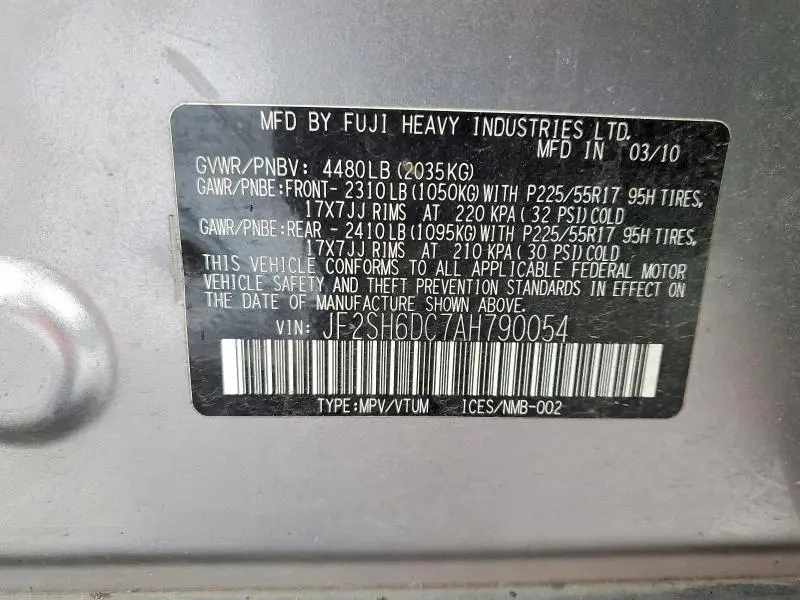 MFD BY FUJI HEAVY INDUSTRIES LTD.
MFD IN 03/10
GVWR/PNBV: 4480LB(2035KG)
GAWR/PNBE:FRONT- 2310LB(1050KG)WITH P225/55R17 95H TIRES,
17X7JJ RIMS AT 220 KPA(32 PSI)COLD
GAWR/PNBE:REAR - 2410LB(1095KG)WITH P225/55R17 95H TIRES,
17X7JJ RIMS AT 210 KPA(30 PSI)COLD
THIS VEHICLE CONFORMS TO ALL APPLICABLE FEDERAL MOTOR
VEHICLE SAFETY AND THEFT PREVENTION STANDARDS IN EFFECT ON
THE DATE OF MANUFACTURE SHOWN ABOVE.
VIN: JF2SH6DC7AH790054
TYPE:MPV/VTUM ICES/NMB-002